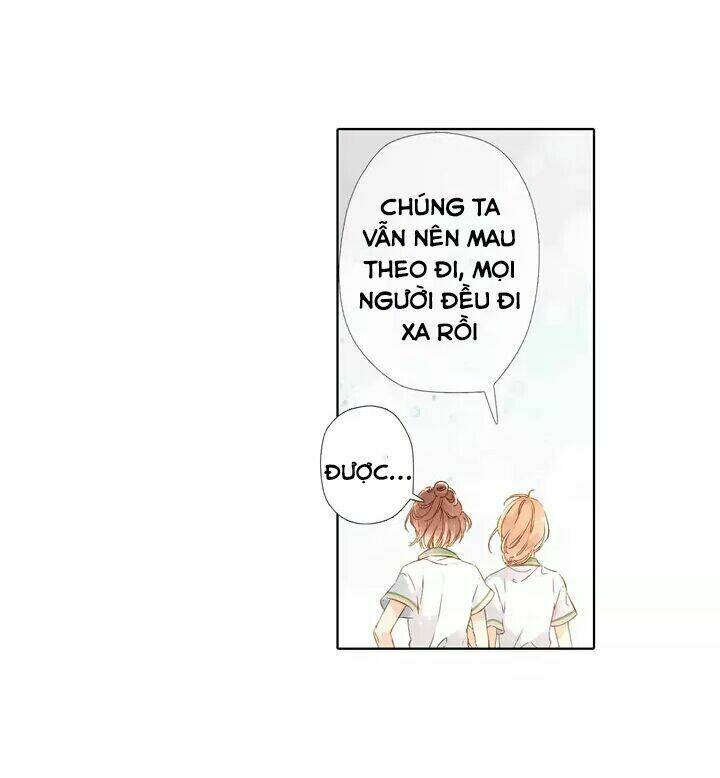 CHÚNG TA
VẪN NÊN MAU
THEO ĐI, MỌI
NGƯỜI ĐỀU ĐI
XA RỒI
ĐƯỢC...